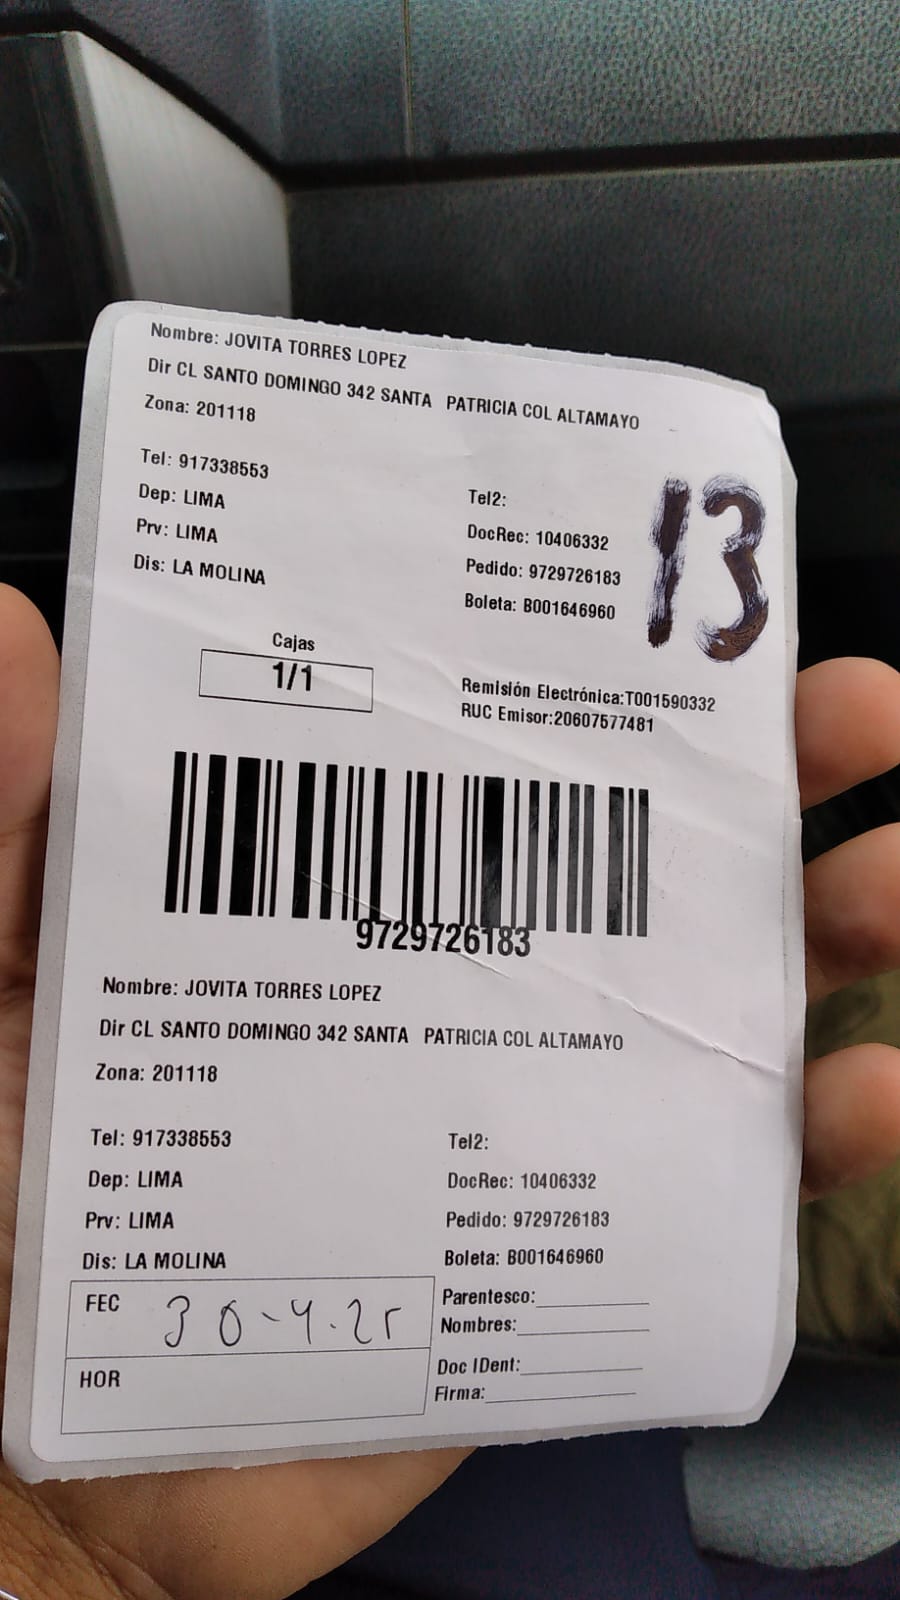 Nombre: JOVITA TORRES LOPEZ
Dir CL SANTO DOMINGO 342 SANTA PATRICIA COL ALTAMAYO
Zona: 201118
Tel: 917338553
Tel2:
Dep: LIMA
DocRec: 10406332
Prv: LIMA
Pedido: 9729726183
Dis: LA MOLINA
Boleta: B001646960
13
Cajas
1/1
Remisión Electrónica:T001590332
RUC Emisor:20607577481
9729726183
Nombre: JOVITA TORRES LOPEZ
Dir CL SANTO DOMINGO 342 SANTA PATRICIA COL ALTAMAYO
Zona: 201118
Tel: 917338553
Tel2:
Dep: LIMA
DocRec: 10406332
Prv: LIMA
Pedido: 9729726183
Dis: LA MOLINA
Boleta: B001646960
FEC 30-4-25
HOR
Parentesco:
Nombres:
Doc IDent:
Firma: